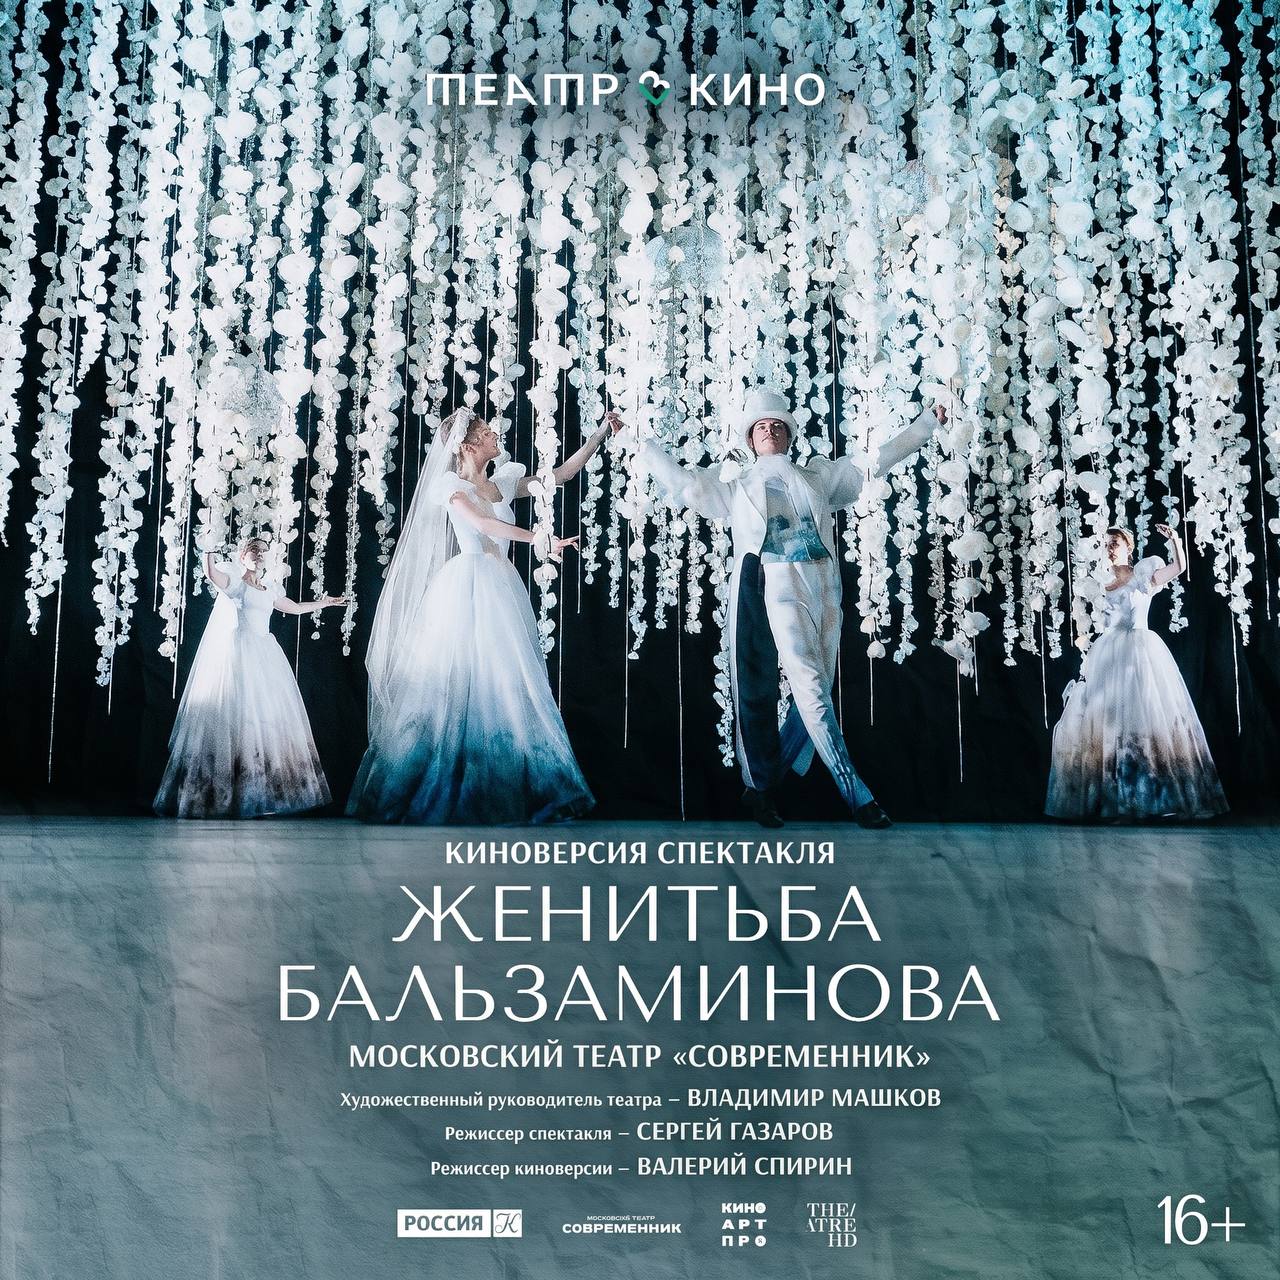 ТЕАТР КИНО
КИНОВЕРСИЯ СПЕКТАКЛЯ
ЖЕНИТЬБА
БАЛЬЗАМИНОВА
МОСКОВСКИЙ ТЕАТР «СОВРЕМЕННИК»
Художественный руководитель театра – ВЛАДИМИР МАШКОВ
Режиссер спектакля – СЕРГЕЙ ГАЗАРОВ
Режиссер киноверсии – ВАЛЕРИЙ СПИРИН
РОССИЯ К
МОСКОВСКИЙ ТЕАТР
СОВРЕМЕННИК
КИНО
АРТ
ПРО
THE/
ATRE
HD
16+